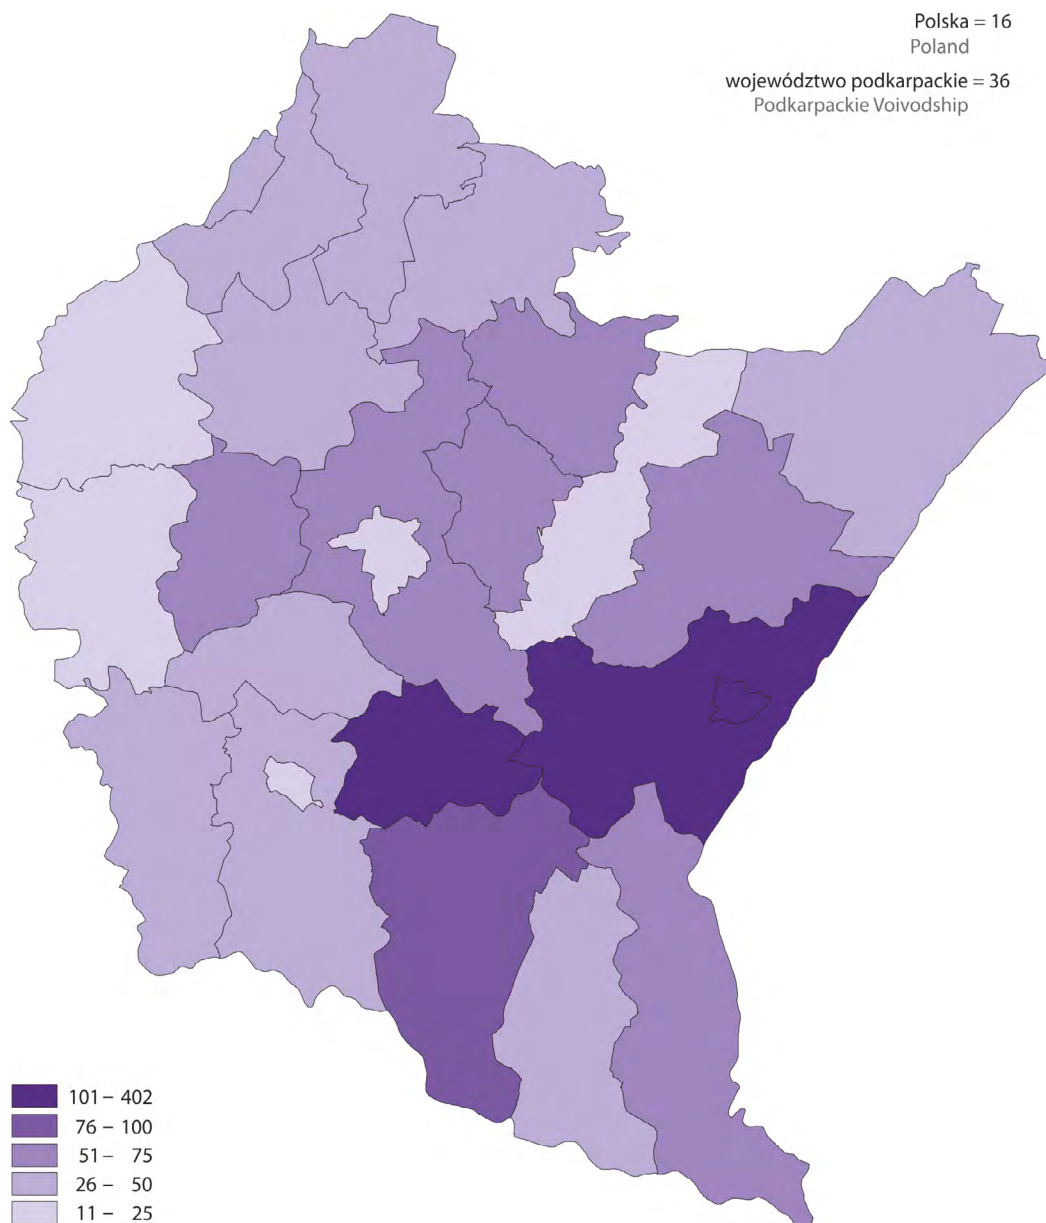 Polska = 16
Poland
województwo podkarpackie = 36
Podkarpackie Voivodship
101 – 402
76 – 100
51 – 75
26 – 50
11 – 25